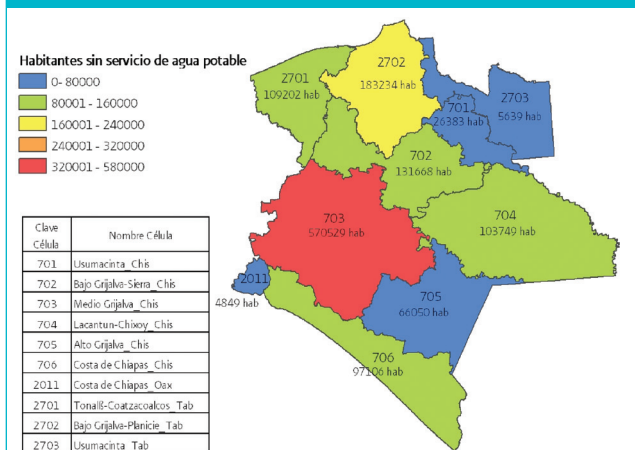 Habitantes sin servicio de agua potable
0- 80000
80001 - 160000
160001 - 240000
240001 - 320000
320001 - 580000
2701
109202 hab
2702
183234 hab
701
26383 hab
2703
5639 hab
702
131668 hab
703
570529 hab
704
103749 hab
2011
4849 hab
705
66050 hab
706
97106 hab
Clave Célula Nombre Célula
701 Usumacinta_Chis
702 Bajo Grijalva-Sierra_Chis
703 Medio Grijalva_Chis
704 Lacantun-Chixoy_Chis
705 Alto Grijalva_Chis
706 Costa de Chiapas_Chis
2011 Costa de Chiapas_Oax
2701 Tonalß-Coatzacoalcos_Tab
2702 Bajo Grijalva-Planicie_Tab
2703 Usumacinta_Tab